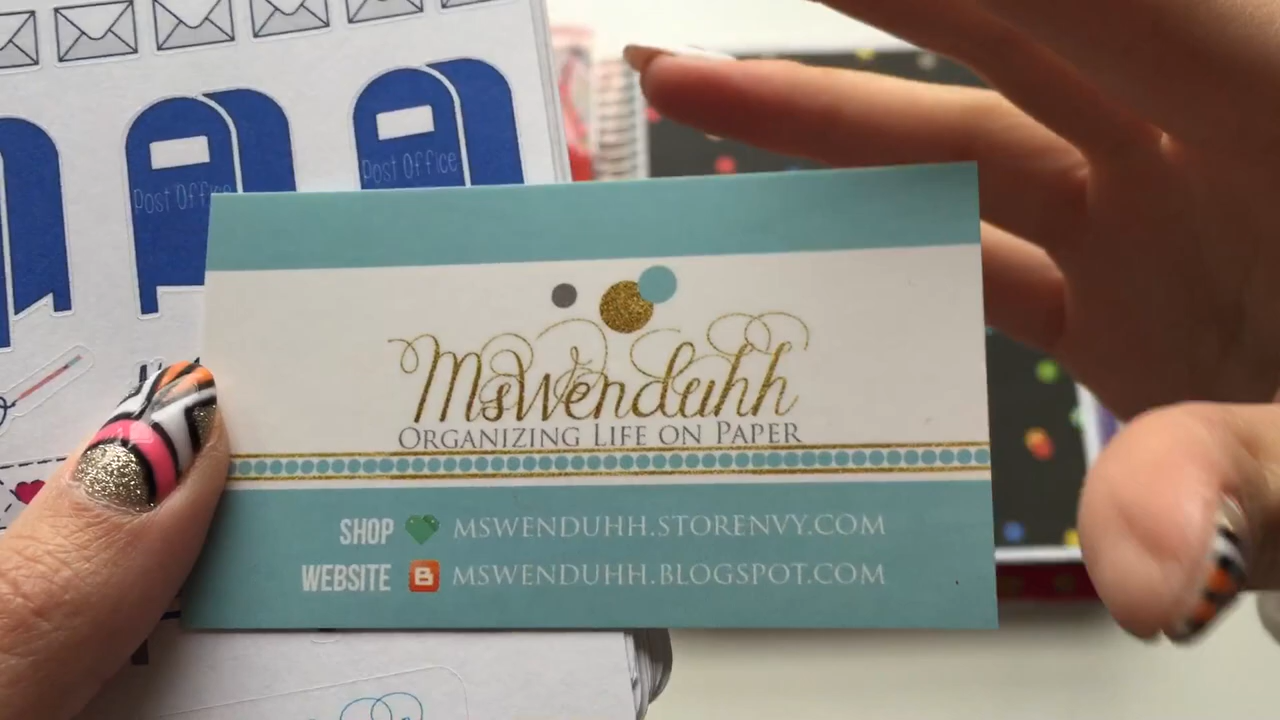 Post Office
Post Office
MsWenduhh
ORGANIZING LIFE ON PAPER
SHOP MSWENDUHH.STORENVY.COM
WEBSITE B MSWENDUHH.BLOGSPOT.COM